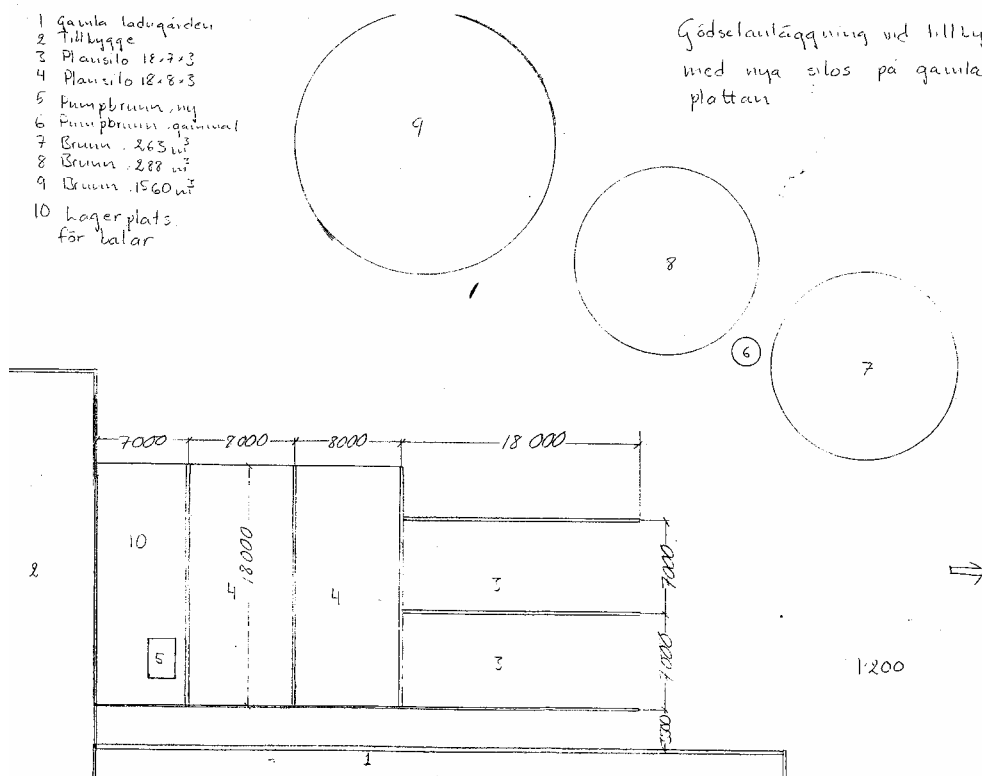 1 Gamla ladugården
2 Tillbygge
3 Plansilo 18×7×3
4 Plansilo 18×8×3
5 Pumpbrunn, ny
6 Pumpbrunn, gammal
7 Brunn 263 m³
8 Brunn 288 m³
9 Brunn 1560 m³
10 Lagerplats
för balar
Gödselanläggning vid tillby
med nya silos på gamla
plattan
9
8
6
7
7000 8000 8000 18 000
10
2
4
18000
4
3
7000
3
7000
5
1:200
3000
1